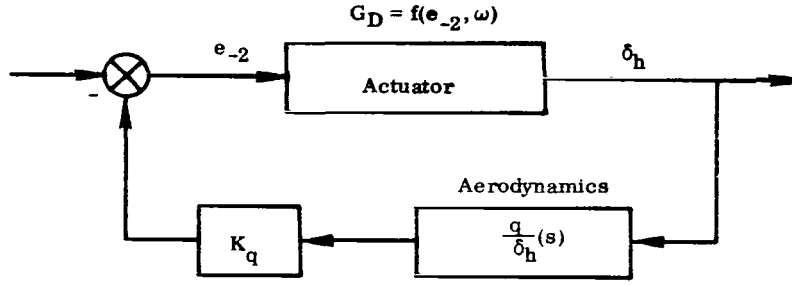 G_D = f(e_-2, ω)
e_-2
Actuator
δ_h
-
Aerodynamics
K_q
q/δ_h (s)